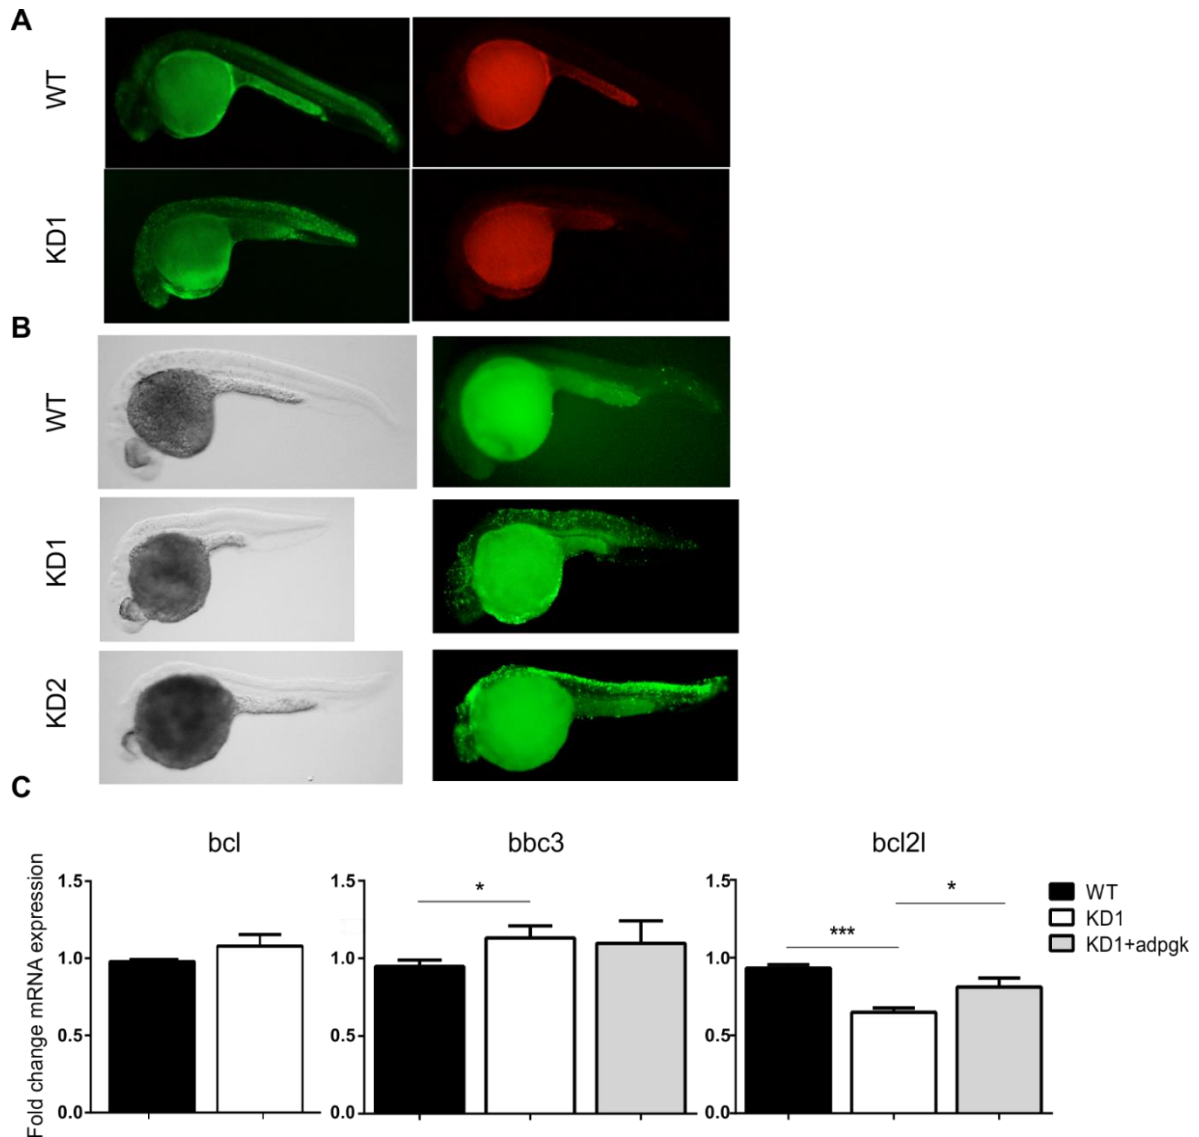 A
WT
KD1
B
WT
KD1
KD2
C
bcl
bbc3
bcl2l
Fold change mRNA expression
1.5
1.0
0.5
0.0
*
1.5
1.0
0.5
0.0
***
*
1.5
1.0
0.5
0.0
WT
KD1
KD1+adpgk